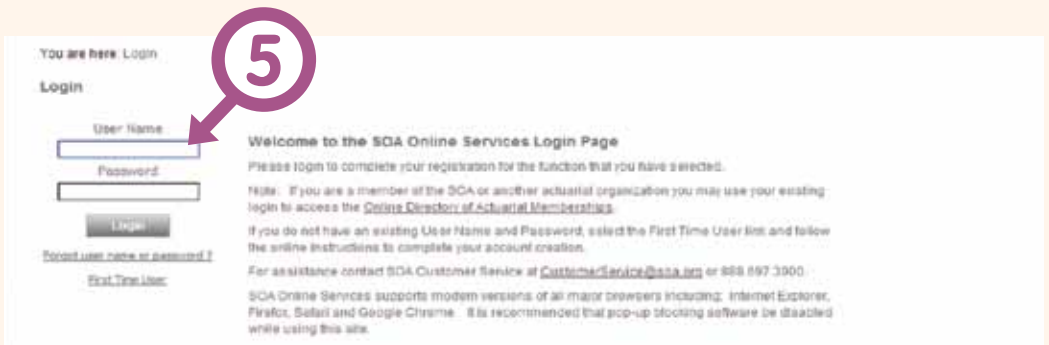 5
You are here: Login
Login
User Name
Password
Login
Forgot user name or password ?
First Time User
Welcome to the SOA Online Services Login Page
Please login to complete your registration for the function that you have selected.
Note: If you are a member of the SOA or another actuarial organization you may use your existing
login to access the Online Directory of Actuarial Memberships.
If you do not have an existing User Name and Password, select the First Time User link and follow
the online instructions to complete your account creation.
For assistance contact SOA Customer Service at CustomerService@soa.org or 888.697.3900.
SOA Online Services supports modern versions of all major browsers including: Internet Explorer,
Firefox, Safari and Google Chrome. It is recommended that pop-up blocking software be disabled
while using this site.